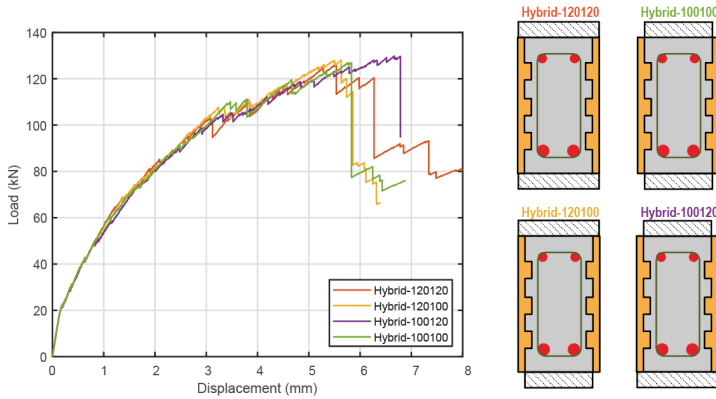 Hybrid-120120
Hybrid-100100
140
120
100
80
60
40
20
0
Load (kN)
0 1 2 3 4 5 6 7 8
Displacement (mm)
Hybrid-120120
Hybrid-120100
Hybrid-100120
Hybrid-100100
Hybrid-120100
Hybrid-100120